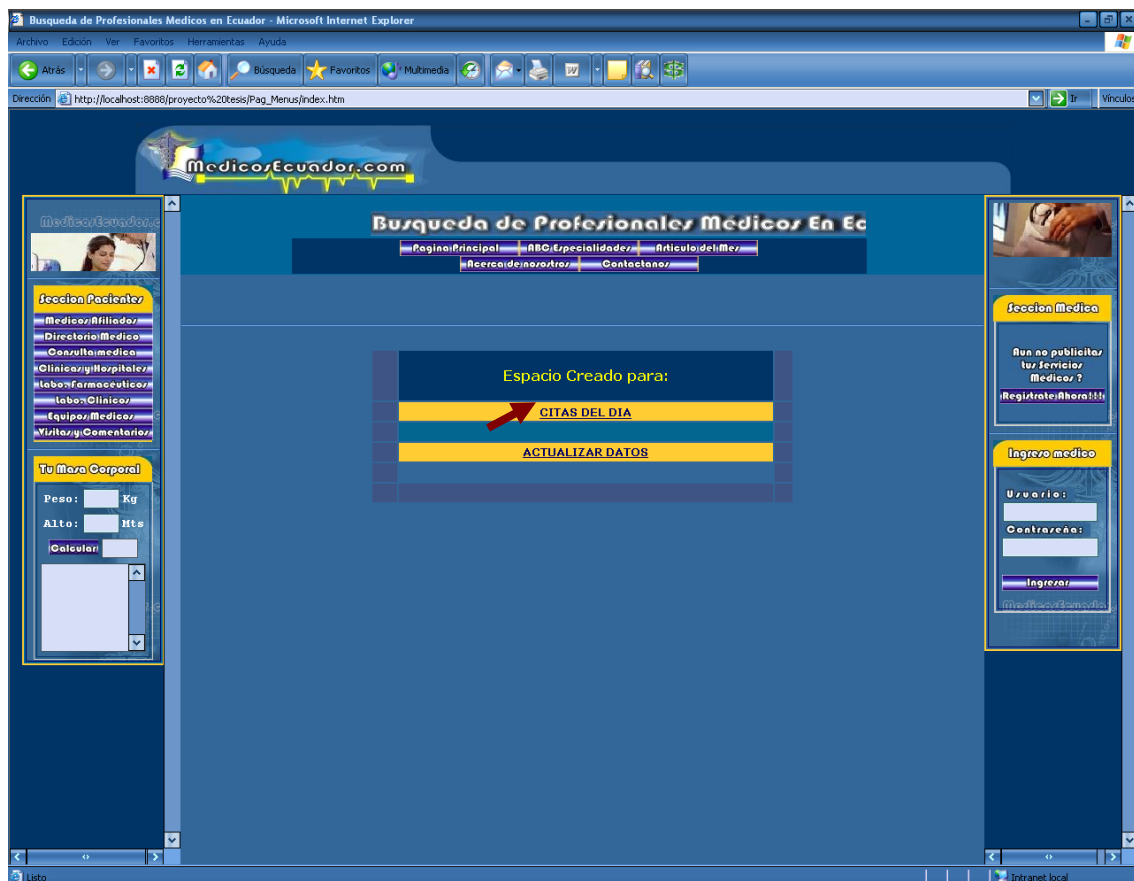 Busqueda de Profesionales Medicos en Ecuador - Microsoft Internet Explorer
Archivo Edición Ver Favoritos Herramientas Ayuda
Atrás Búsqueda Favoritos Multimedia
Dirección http://localhost:8888/proyecto%20tesis/Pag_Menus/index.htm Ir Vínculos
MedicosEcuador.com
Busqueda de Profesionales Médicos En Ec
Pagina Principal ABC Especialidades Articulo del Mes
Acerca de nosostros Contactanos
Seccion Pacientes
Medicos Afiliados
Directorio Medico
Consulta medica
Clinicas y Hospitales
Labo. Farmaceuticos
Labo. Clinicos
Equipos Medicos
Visitas y Comentarios
Tu Masa Corporal
Peso: Kg
Alto: Mts
Calcular
Espacio Creado para:
CITAS DEL DIA
ACTUALIZAR DATOS
Seccion Medica
Aun no publicitas
tus Servicios
Medicos ?
Registrate Ahora!!!
Ingreso medico
Usuario:
Contraseña:
Ingresar
Listo
Intranet local